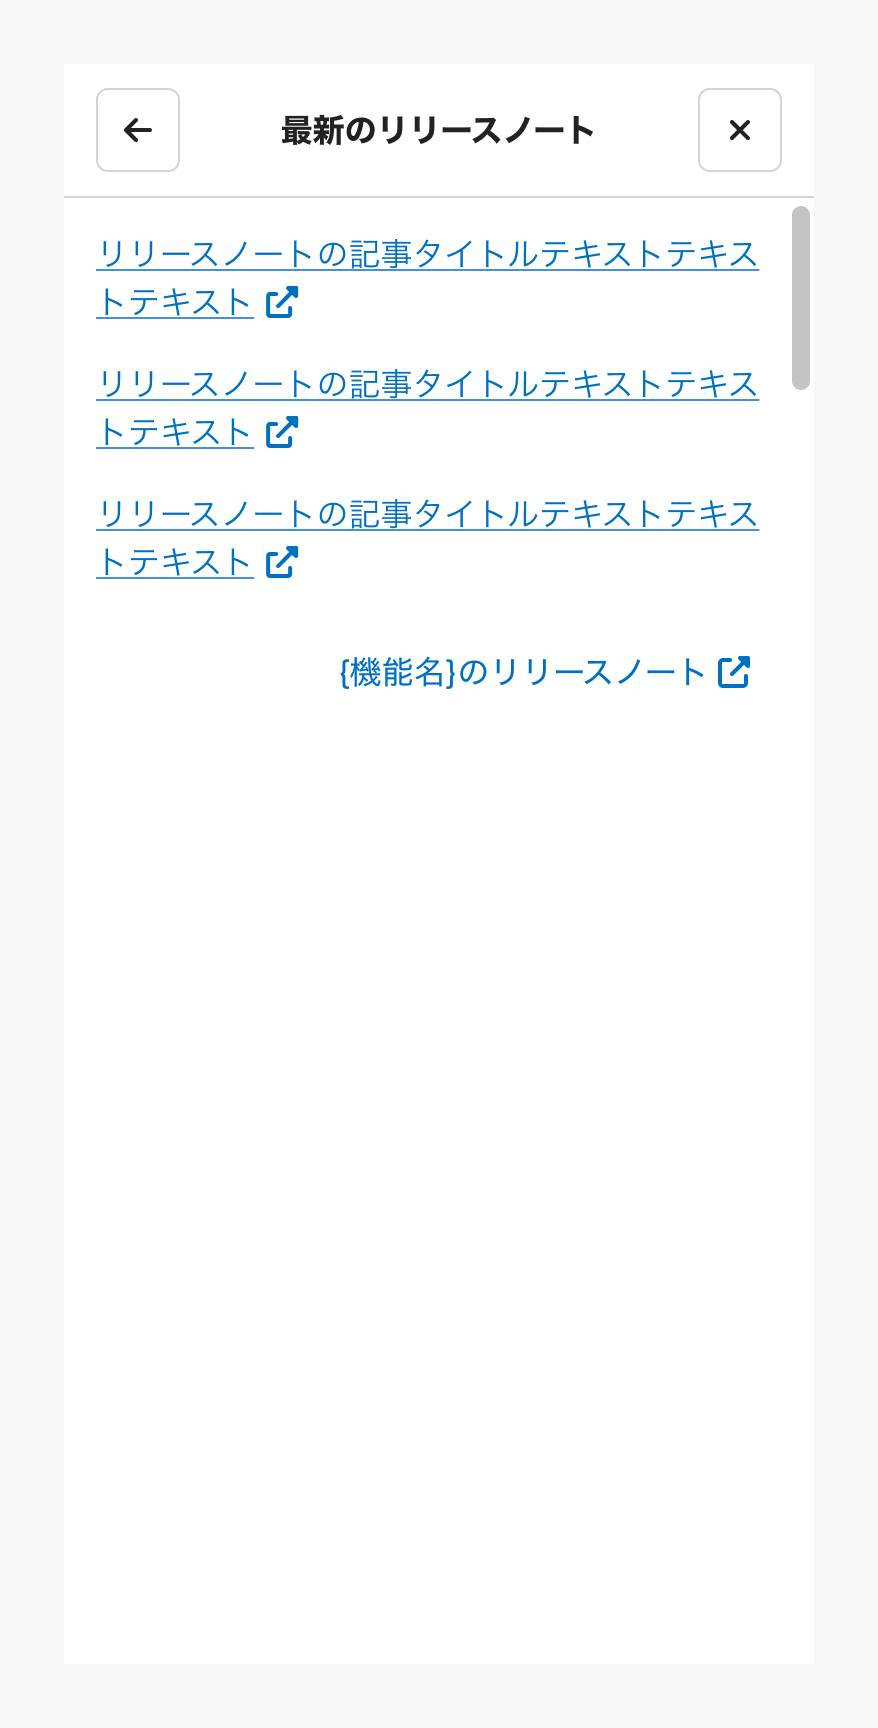 最新のリリースノート
リリースノートの記事タイトルテキストテキス
トテキスト
リリースノートの記事タイトルテキストテキス
トテキスト
リリースノートの記事タイトルテキストテキス
トテキスト
{機能名}のリリースノート